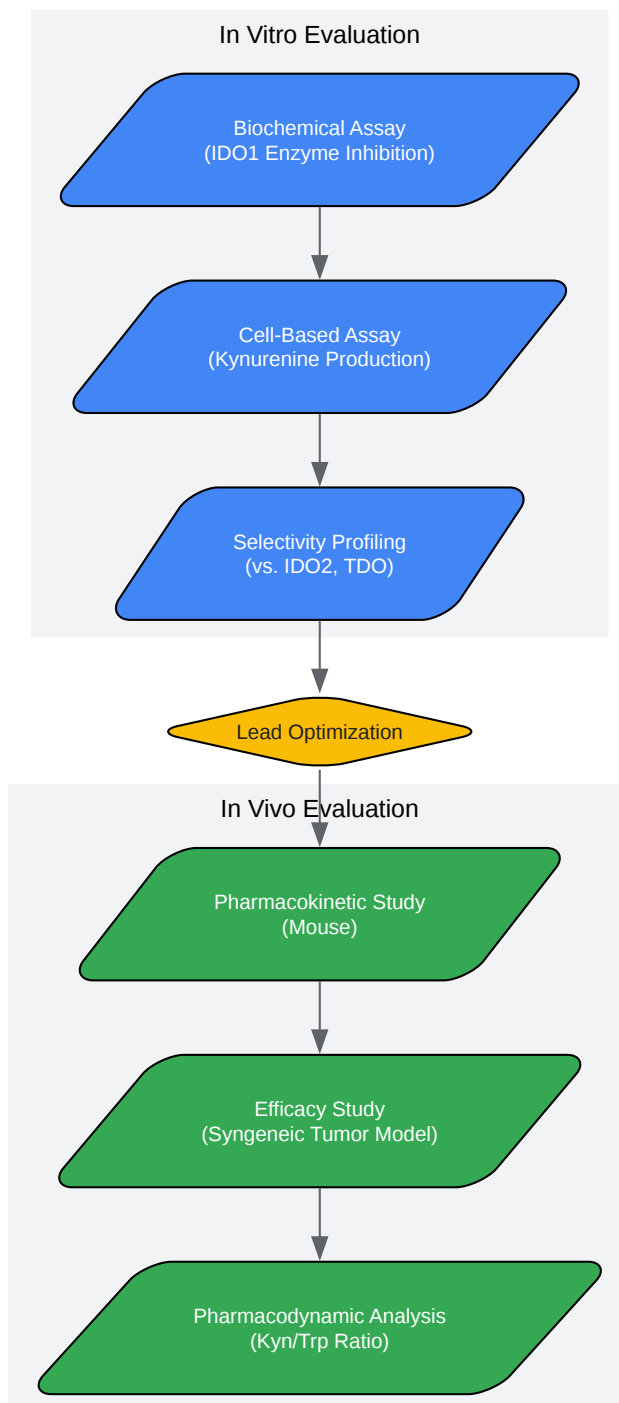 In Vitro Evaluation
Biochemical Assay
(IDO1 Enzyme Inhibition)
Cell-Based Assay
(Kynurenine Production)
Selectivity Profiling
(vs. IDO2, TDO)
Lead Optimization
In Vivo Evaluation
Pharmacokinetic Study
(Mouse)
Efficacy Study
(Syngeneic Tumor Model)
Pharmacodynamic Analysis
(Kyn/Trp Ratio)